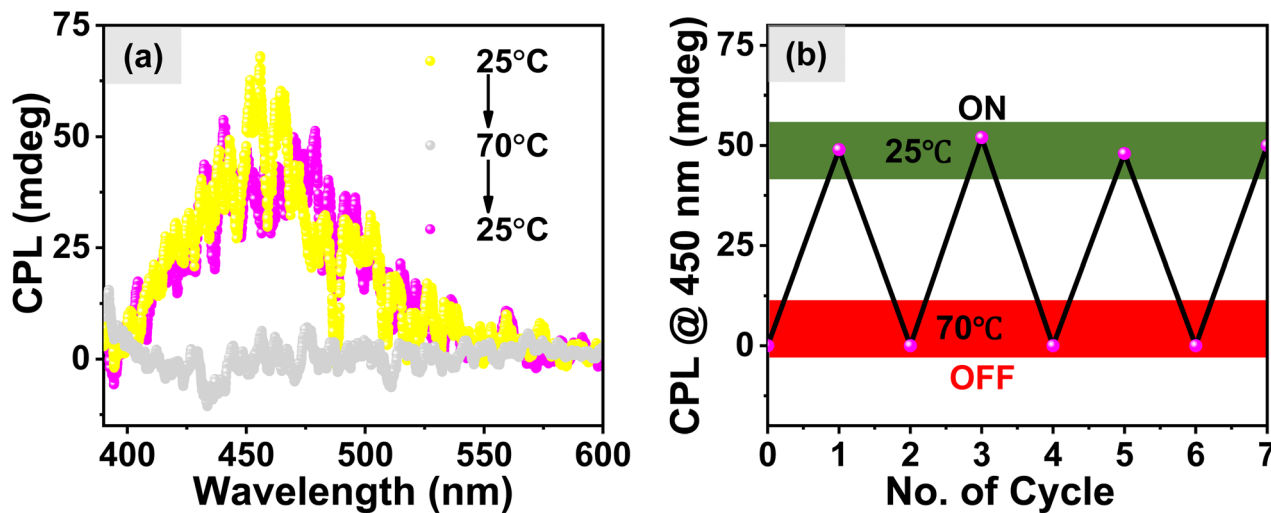 (a)
CPL (mdeg)
75
50
25
0
25°C
70°C
25°C
400 450 500 550 600
Wavelength (nm)
(b)
CPL @ 450 nm (mdeg)
75
50
25
0
ON
25℃
70℃
OFF
0 1 2 3 4 5 6 7
No. of Cycle